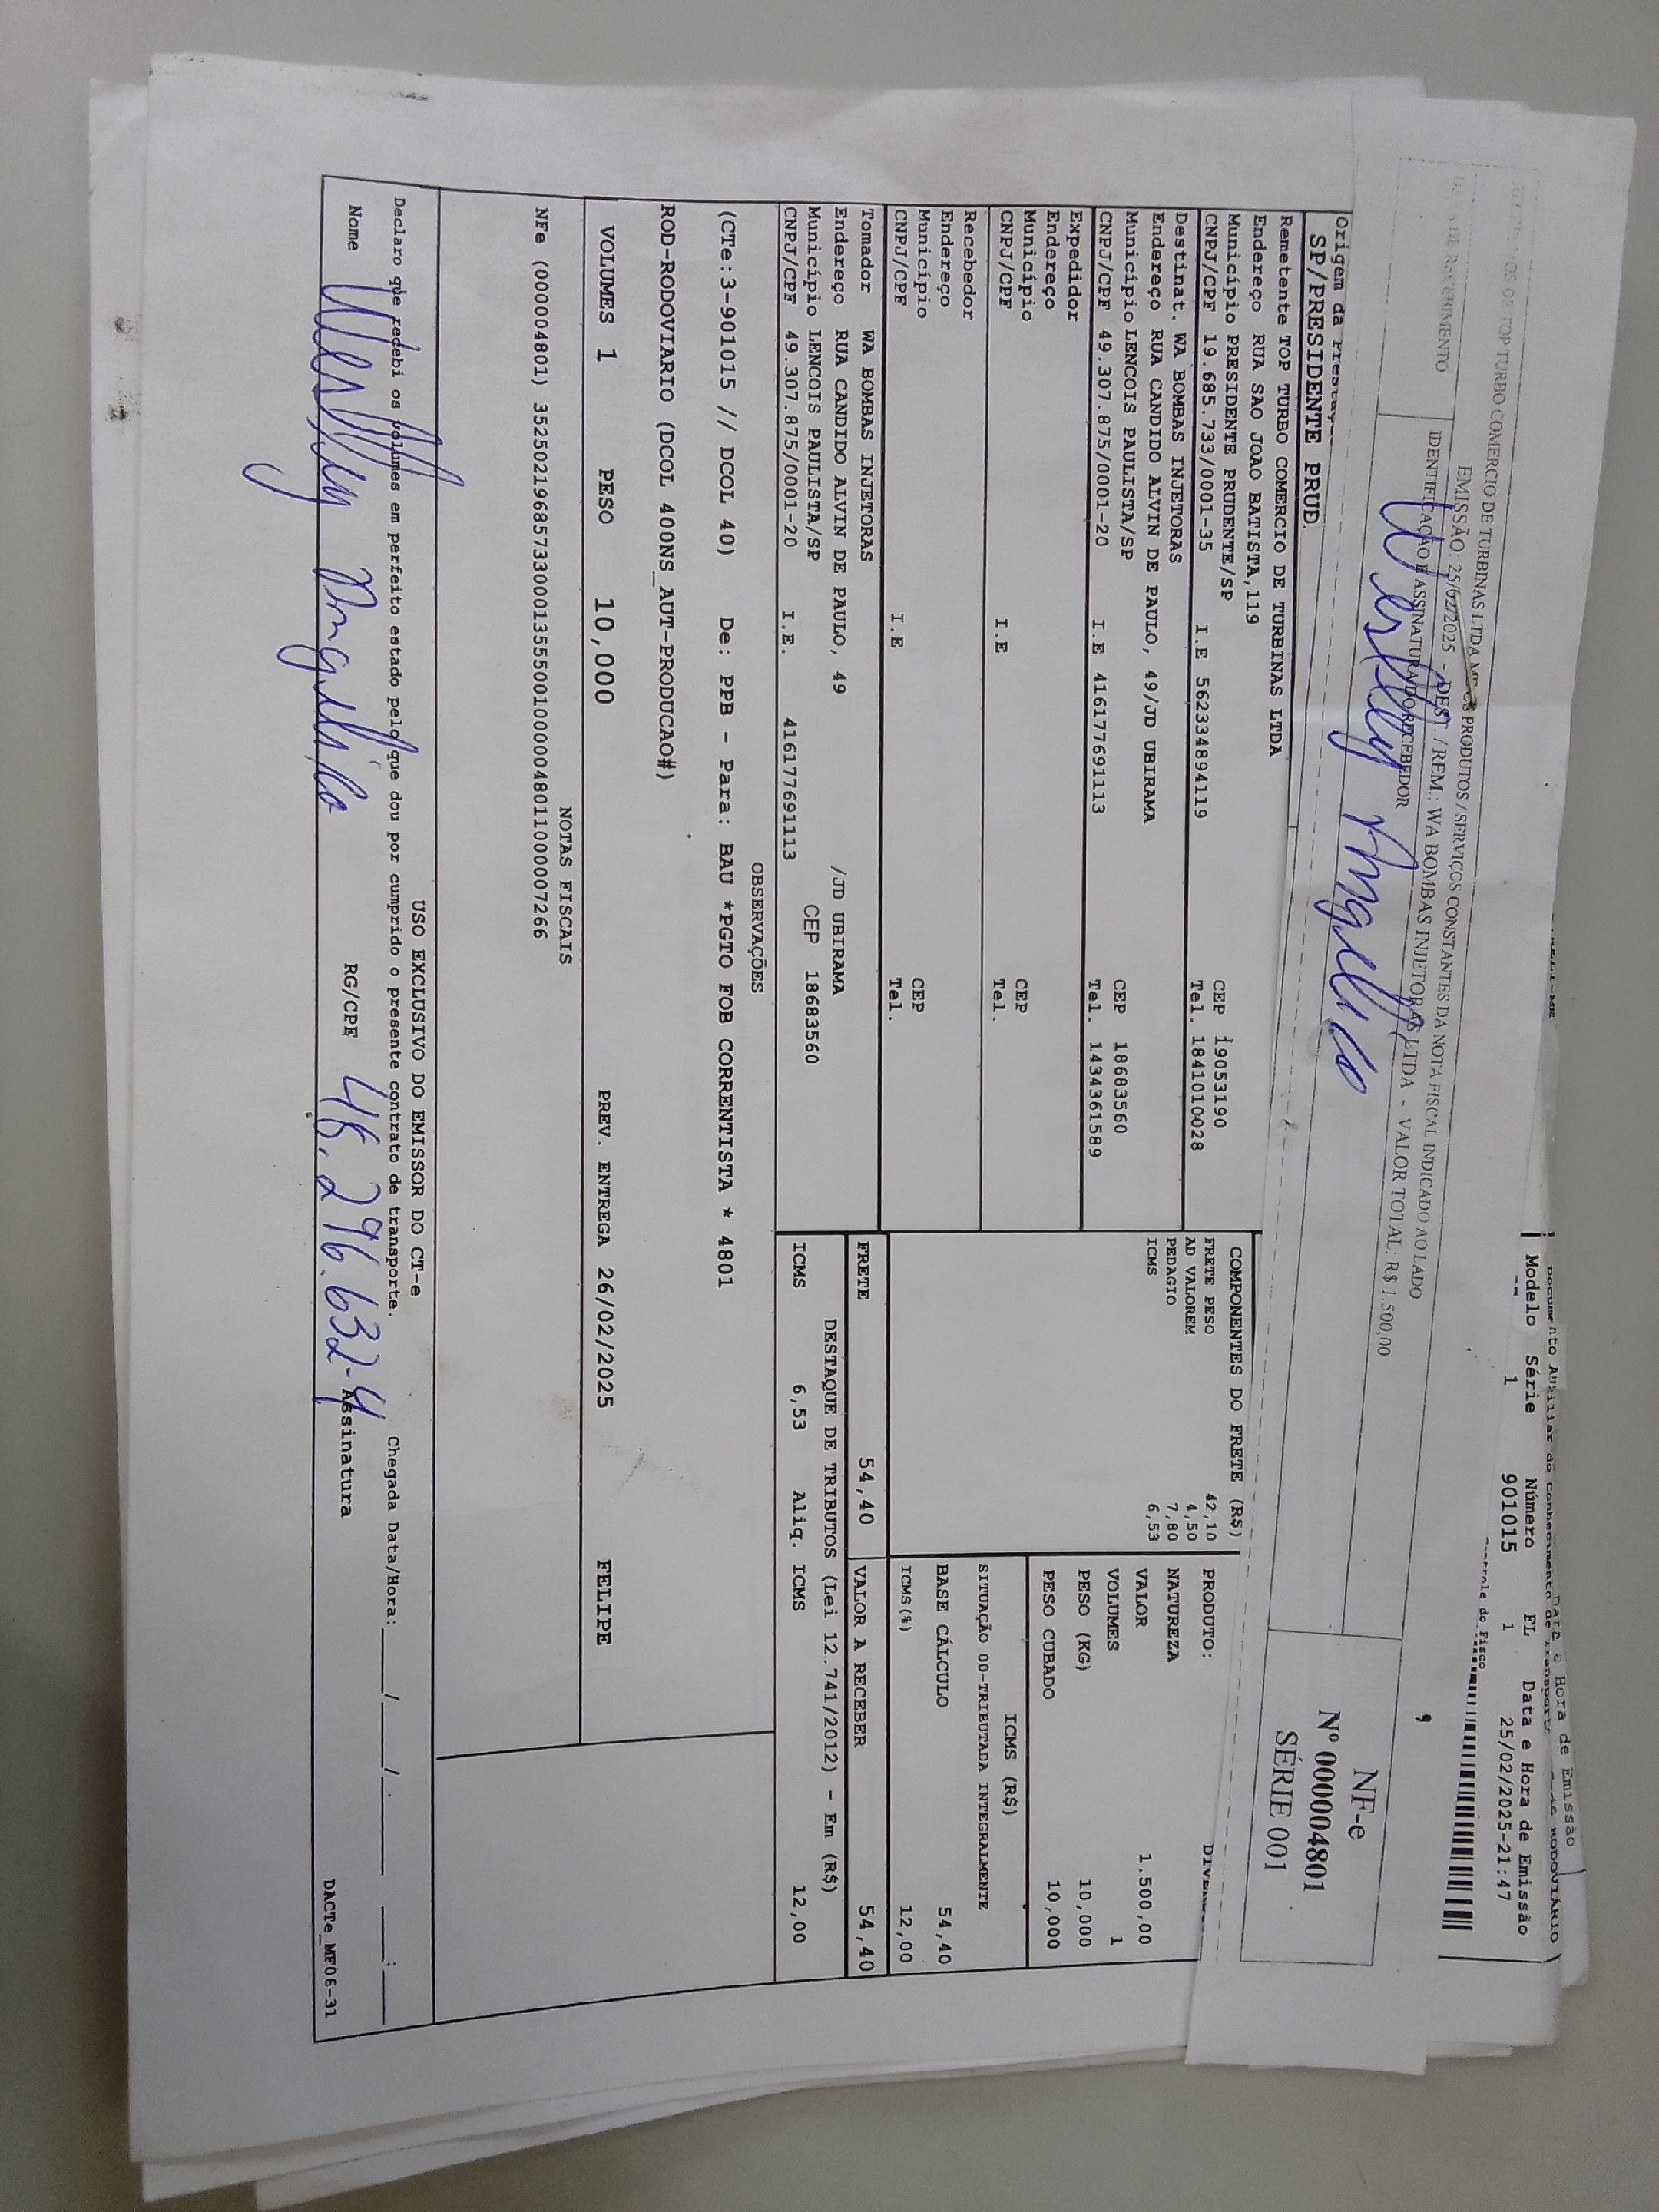 Modelo Série Número FL Data e Hora de Emissão
1 901015 1 25/02/2025-21:47
Controle do Fisco
TOP TURBO COMERCIO DE TURBINAS LTDA ME OS PRODUTOS / SERVIÇOS CONSTANTES DA NOTA FISCAL INDICADO AO LADO
EMISSÃO: 25/02/2025 - DEST. / REM.: WA BOMBAS INJETORAS LTDA - VALOR TOTAL: R$ 1.500,00
DATA DE RECEBIMENTO
IDENTIFICAÇÃO E ASSINATURA DO RECEBEDOR
NF-e
Nº 000004801
SÉRIE 001
Origem da
SP/PRESIDENTE PRUD.
Remetente TOP TURBO COMERCIO DE TURBINAS LTDA
Endereço RUA SAO JOAO BATISTA,119
Município PRESIDENTE PRUDENTE/SP CEP 19053190
CNPJ/CPF 19.685.733/0001-35 I.E 562334894119 Tel. 1841010028
Destinat. WA BOMBAS INJETORAS
Endereço RUA CANDIDO ALVIN DE PAULO, 49/JD UBIRAMA
Município LENCOIS PAULISTA/SP CEP 18683560
CNPJ/CPF 49.307.875/0001-20 I.E 416177691113 Tel. 1434361589
Expedidor
Endereço
Município CEP
CNPJ/CPF I.E Tel.
Recebedor
Endereço
Município CEP
CNPJ/CPF I.E Tel.
Tomador WA BOMBAS INJETORAS
Endereço RUA CANDIDO ALVIN DE PAULO, 49 /JD UBIRAMA
Município LENCOIS PAULISTA/SP CEP 18683560
CNPJ/CPF 49.307.875/0001-20 I.E. 416177691113
COMPONENTES DO FRETE (R$)
FRETE PESO 42,10
AD VALOREM 4,50
PEDAGIO 7,80
ICMS 6,53
PRODUTO:
NATUREZA
VALOR 1.500,00
VOLUMES 1
PESO (KG) 10,000
PESO CUBADO 10,000
ICMS (R$)
SITUAÇÃO 00-TRIBUTADA INTEGRALMENTE
BASE CÁLCULO 54,40
ICMS(%) 12,00
FRETE 54,40 VALOR A RECEBER 54,40
DESTAQUE DE TRIBUTOS (Lei 12.741/2012) - Em (R$)
ICMS 6,53 Aliq. ICMS 12,00
OBSERVAÇÕES
(CTe:3-901015 // DCOL 40) De: PPB - Para: BAU *PGTO FOB CORRENTISTA * 4801
ROD-RODOVIARIO (DCOL 400NS_AUT-PRODUCAO#)
VOLUMES 1 PESO 10,000 PREV. ENTREGA 26/02/2025 FELIPE
NOTAS FISCAIS
NFe (000004801) 35250219685733000135550010000048011000007266
USO EXCLUSIVO DO EMISSOR DO CT-e
Declaro que recebi os volumes em perfeito estado pelo que dou por cumprido o presente contrato de transporte. Chegada Data/Hora: ____/____/____ ____:____
Nome RG/CPF 48.296.632-4 Assinatura DACTe_MF06-31